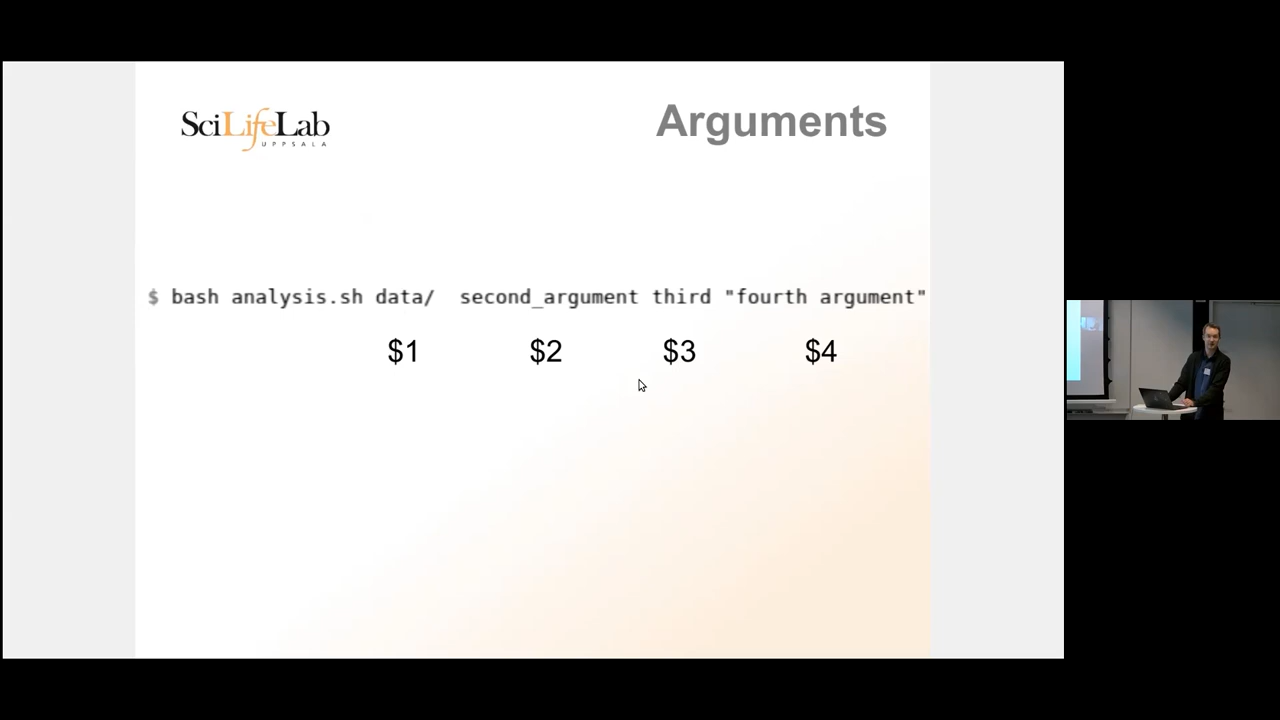 SciLifeLab
UPPSALA
Arguments
$ bash analysis.sh data/  second_argument third "fourth argument"
$1 $2 $3 $4